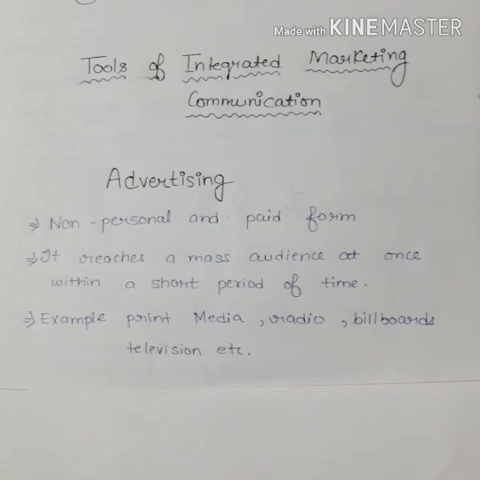 Made with KINEMASTER
Tools of Integrated Marketing
Communication
Advertising
⇒ Non-personal and paid form
⇒ It reaches a mass audience at once
within a short period of time.
⇒ Example print Media, radio, billboards
television etc.